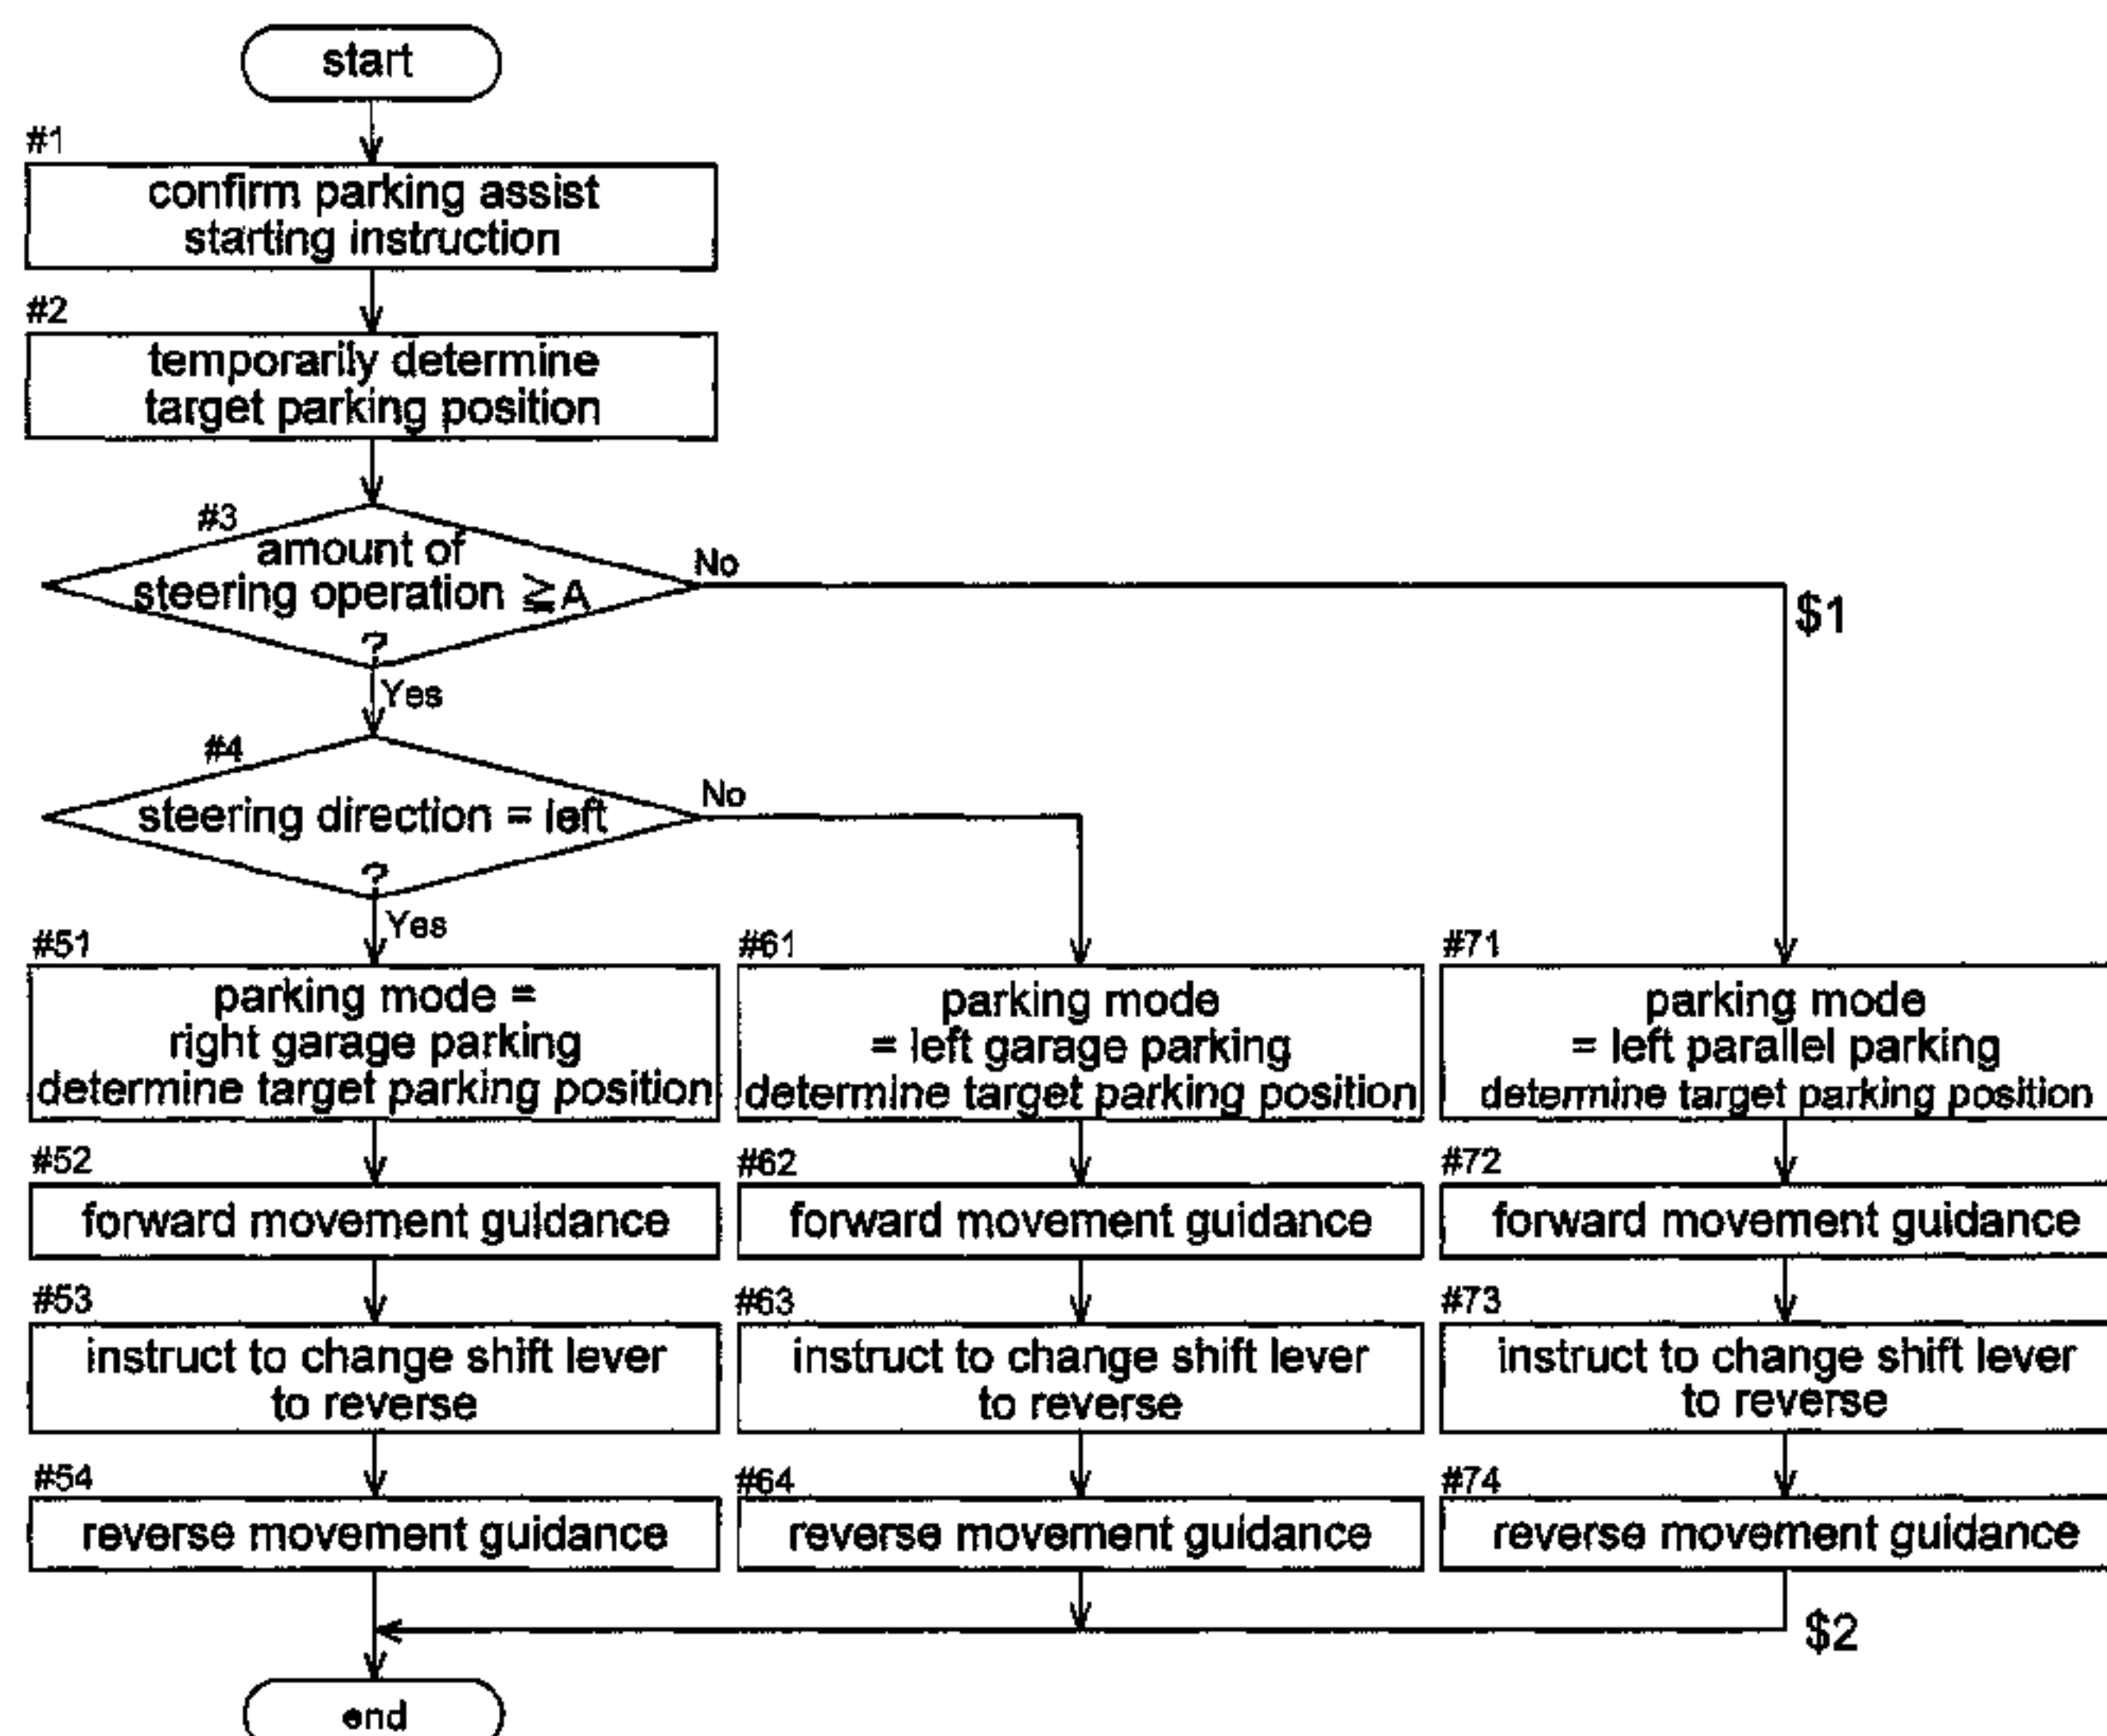 start
#1
confirm parking assist
starting instruction
#2
temporarily determine
target parking position
#3
amount of
steering operation ≧A
?
No
$1
Yes
#4
steering direction = left
?
No
Yes
#51
parking mode =
right garage parking
determine target parking position
#61
parking mode
= left garage parking
determine target parking position
#71
parking mode
= left parallel parking
determine target parking position
#52
forward movement guidance
#62
forward movement guidance
#72
forward movement guidance
#53
instruct to change shift lever
to reverse
#63
instruct to change shift lever
to reverse
#73
instruct to change shift lever
to reverse
#54
reverse movement guidance
#64
reverse movement guidance
#74
reverse movement guidance
$2
end